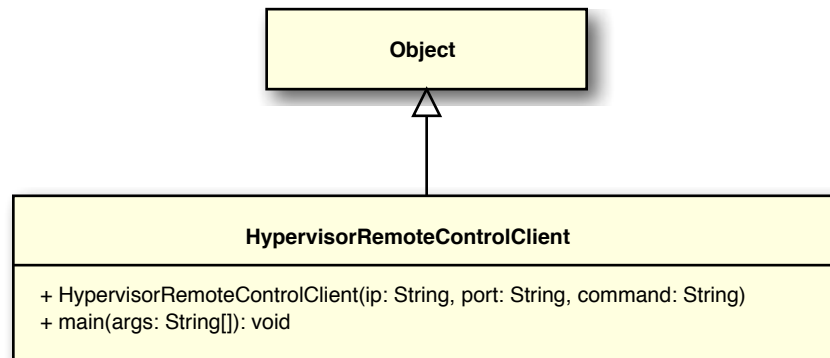 Object
HypervisorRemoteControlClient
+ HypervisorRemoteControlClient(ip: String, port: String, command: String)
+ main(args: String[]): void